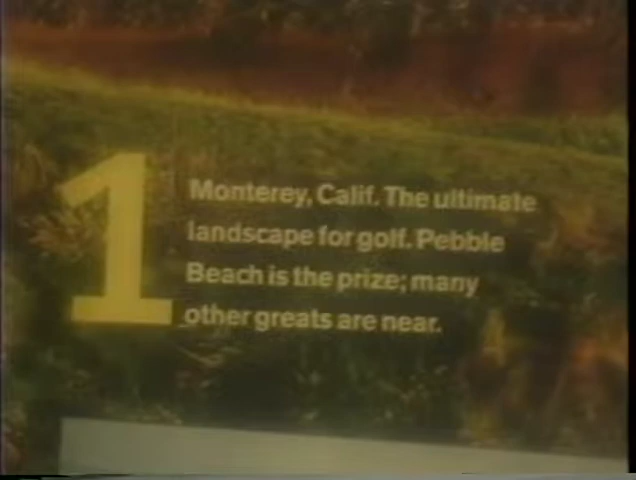 1
Monterey, Calif. The ultimate
landscape for golf. Pebble
Beach is the prize; many
other greats are near.